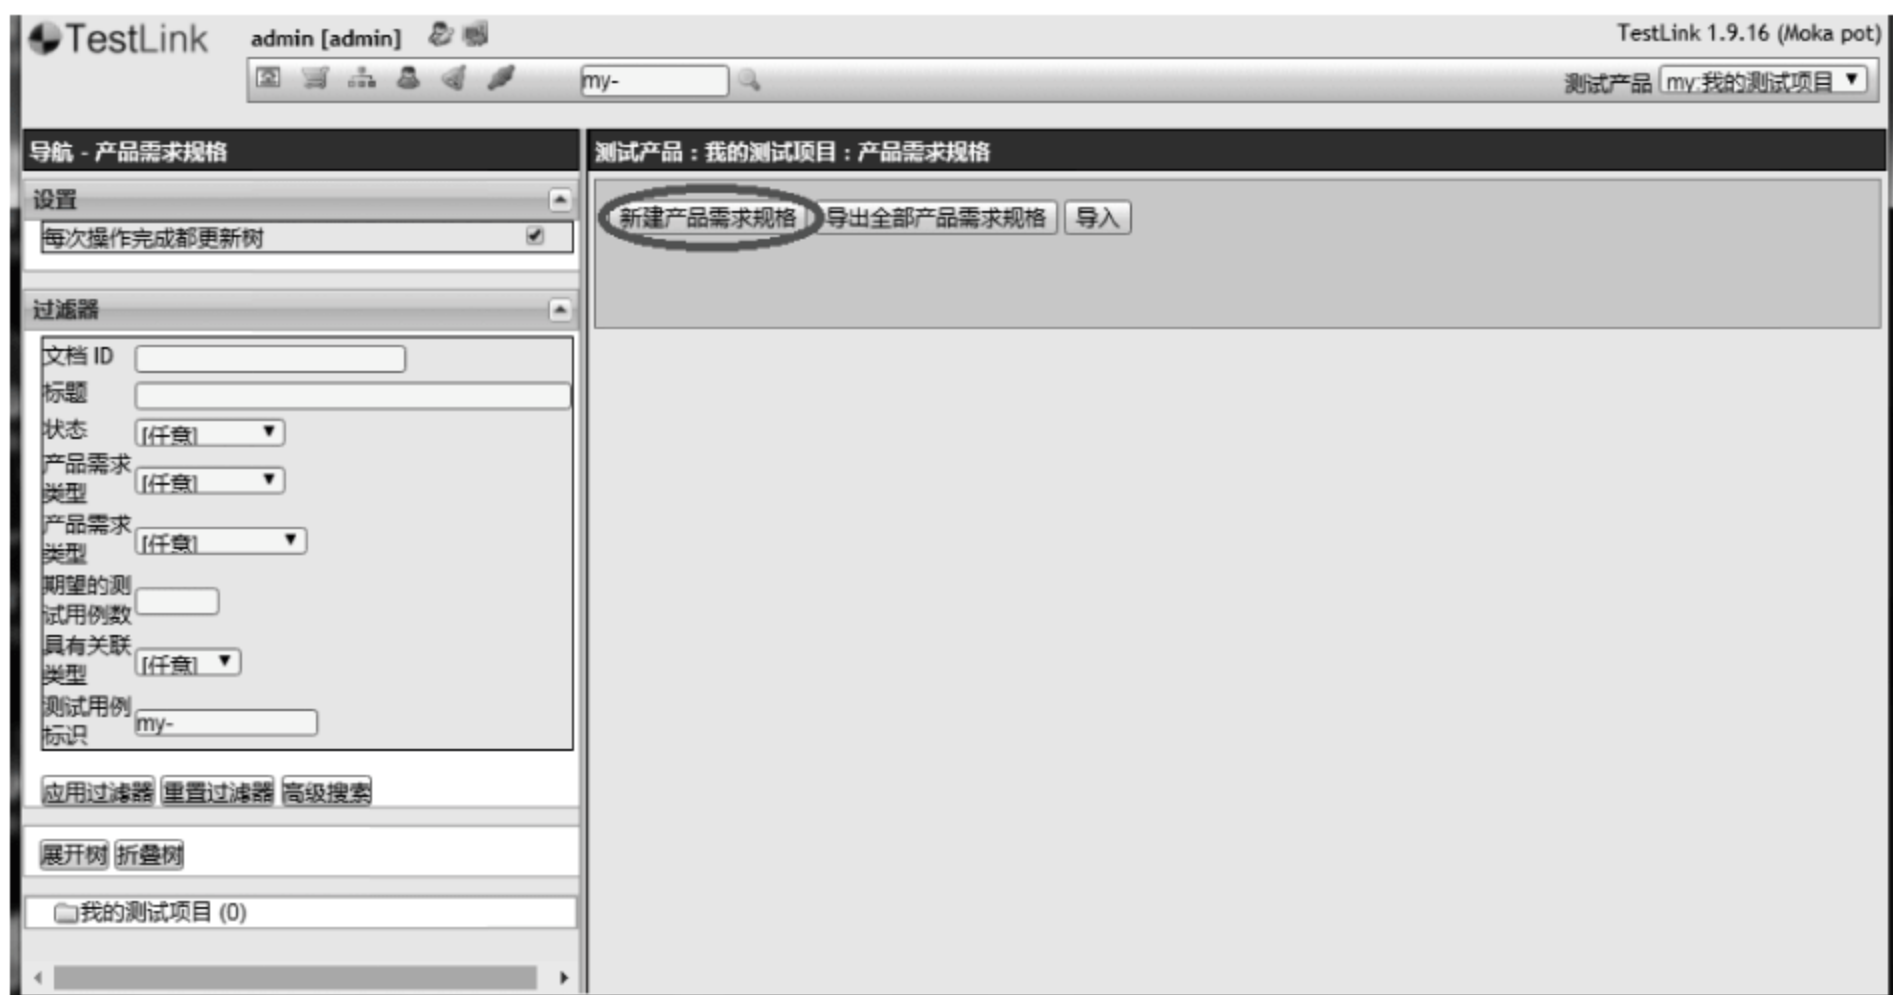 TestLink admin [admin] TestLink 1.9.16 (Moka pot)
my- 测试产品 my:我的测试项目
导航 - 产品需求规格
设置
每次操作完成都更新树
过滤器
文档 ID
标题
状态 [任意]
产品需求
类型 [任意]
产品需求
类型 [任意]
期望的测
试用例数
具有关联
类型 [任意]
测试用例
标识 my-
应用过滤器 重置过滤器 高级搜索
展开树 折叠树
我的测试项目 (0)
测试产品 : 我的测试项目 : 产品需求规格
新建产品需求规格 导出全部产品需求规格 导入